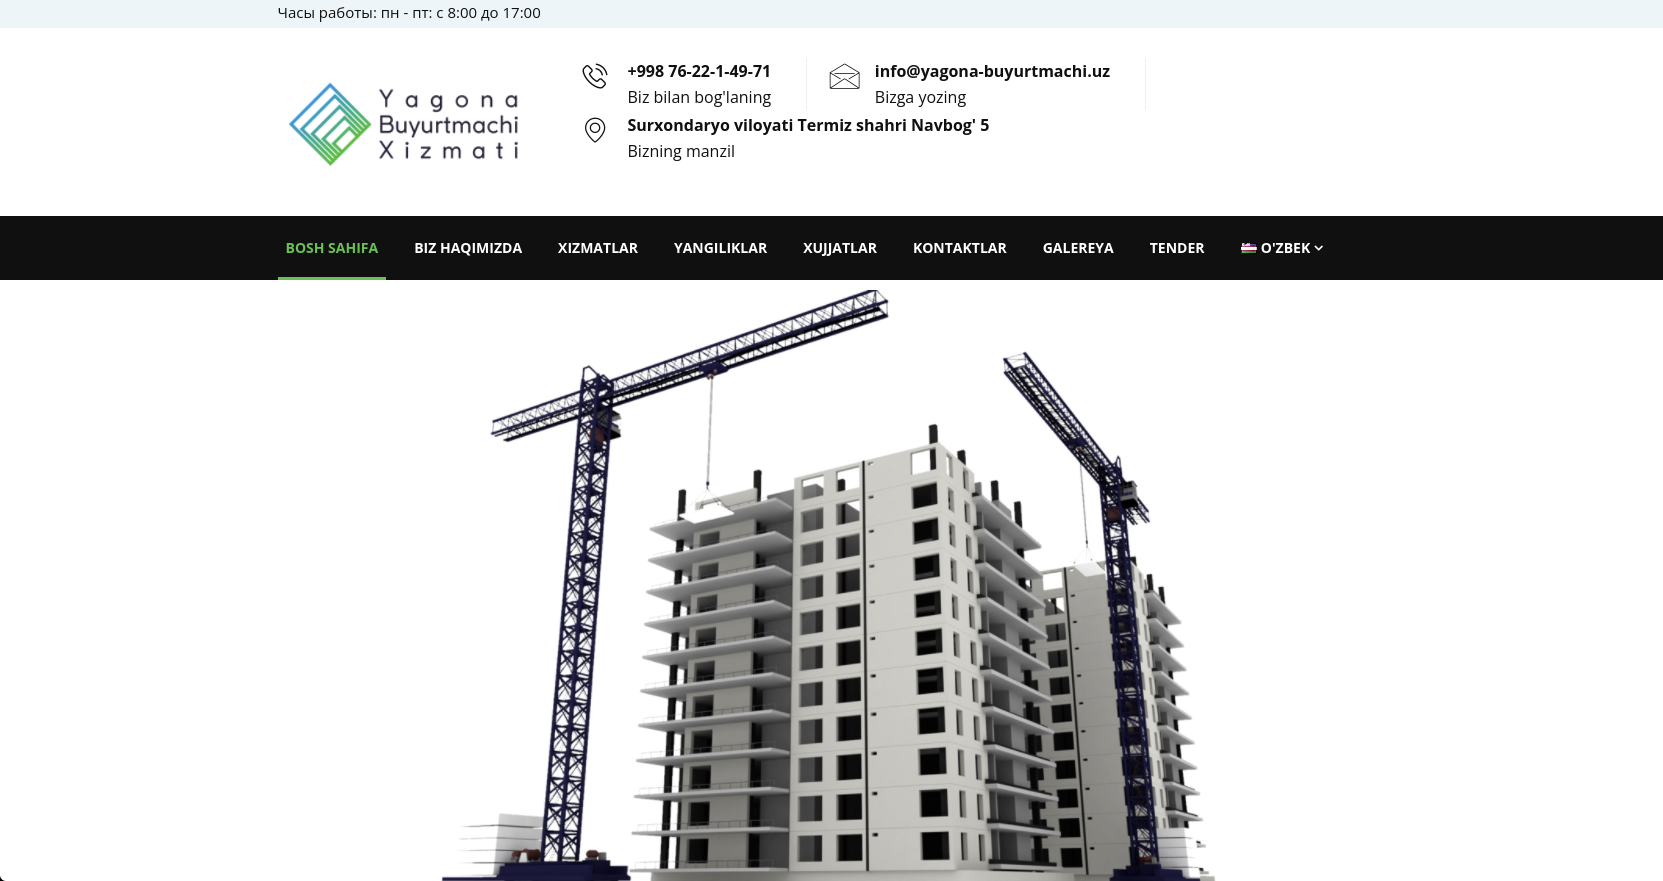 Часы работы: пн - пт: с 8:00 до 17:00
Yagona
Buyurtmachi
Xizmati
+998 76-22-1-49-71
Biz bilan bog'laning
info@yagona-buyurtmachi.uz
Bizga yozing
Surxondaryo viloyati Termiz shahri Navbog' 5
Bizning manzil
BOSH SAHIFA BIZ HAQIMIZDA XIZMATLAR YANGILIKLAR XUJJATLAR KONTAKTLAR GALEREYA TENDER O'ZBEK